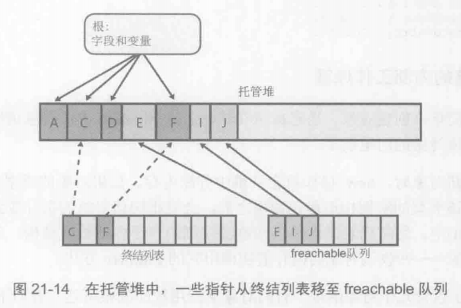 根：
字段和变量
托管堆
A C D E F I J
C F
E I J
终结列表
freachable队列
图 21-14 在托管堆中，一些指针从终结列表移至 freachable 队列